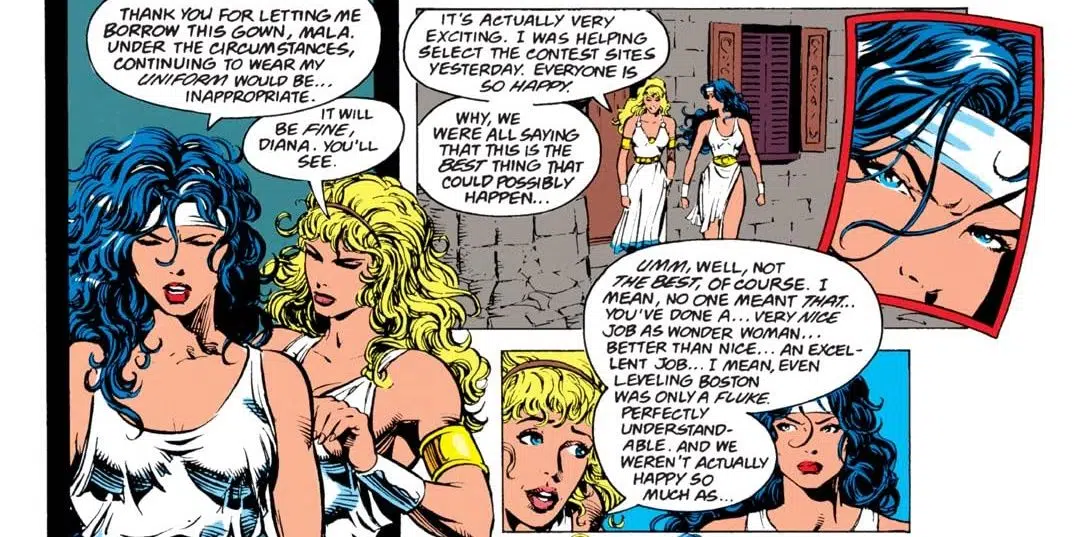 THANK YOU FOR LETTING ME
BORROW THIS GOWN, MALA.
UNDER THE CIRCUMSTANCES,
CONTINUING TO WEAR MY
UNIFORM WOULD BE...
INAPPROPRIATE.
IT WILL
BE FINE,
DIANA. YOU'LL
SEE.
IT'S ACTUALLY VERY
EXCITING. I WAS HELPING
SELECT THE CONTEST SITES
YESTERDAY. EVERYONE IS
SO HAPPY.
WHY, WE
WERE ALL SAYING
THAT THIS IS THE
BEST THING THAT
COULD POSSIBLY
HAPPEN...
UMM, WELL, NOT
THE BEST, OF COURSE. I
MEAN, NO ONE MEANT THAT..
YOU'VE DONE A... VERY NICE
JOB AS WONDER WOMAN...
BETTER THAN NICE... AN EXCEL-
LENT JOB... I MEAN, EVEN
LEVELING BOSTON
WAS ONLY A FLUKE.
PERFECTLY
UNDERSTAND-
ABLE. AND WE
WEREN'T ACTUALLY
HAPPY SO
MUCH AS...